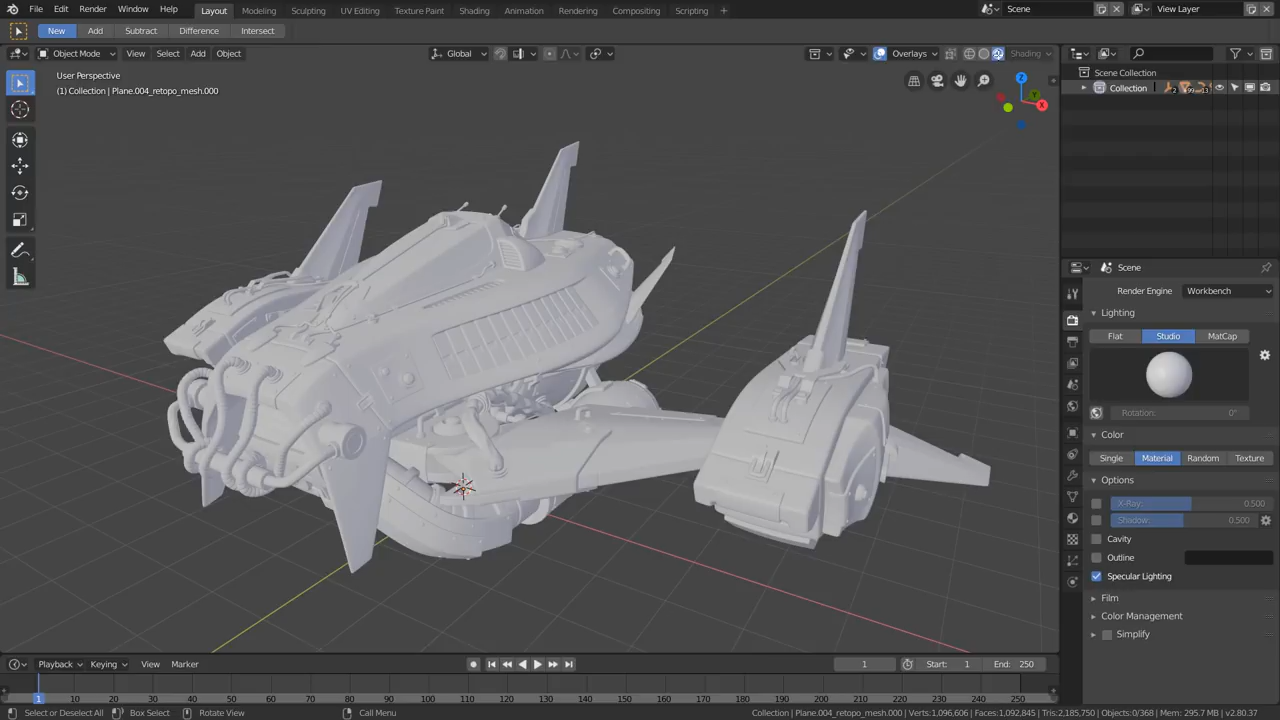 File Edit Render Window Help Layout Modeling Sculpting UV Editing Texture Paint Shading Animation Rendering Compositing Scripting + Scene View Layer
New Add Subtract Difference Intersect
Object Mode View Select Add Object Global Overlays Shading
User Perspective
(1) Collection | Plane.004_retopo_mesh.000
Z
Y
X
Scene Collection
Collection 2 99 13
Scene
Render Engine Workbench
Lighting
Flat Studio MatCap
Rotation: 0°
Color
Single Material Random Texture
Options
X-Ray: 0.500
Shadow: 0.500
Cavity
Outline
Specular Lighting
Film
Color Management
Simplify
Playback Keying View Marker 1 Start: 1 End: 250
1 10 20 30 40 50 60 70 80 90 100 110 120 130 140 150 160 170 180 190 200 210 220 230 240 250
Select or Deselect All Box Select Rotate View Call Menu Collection | Plane.004_retopo_mesh.000 | Verts:1,096,606 | Faces:1,092,845 | Tris:2,185,750 | Objects:0/368 | Mem: 295.7 MB | v2.80.37